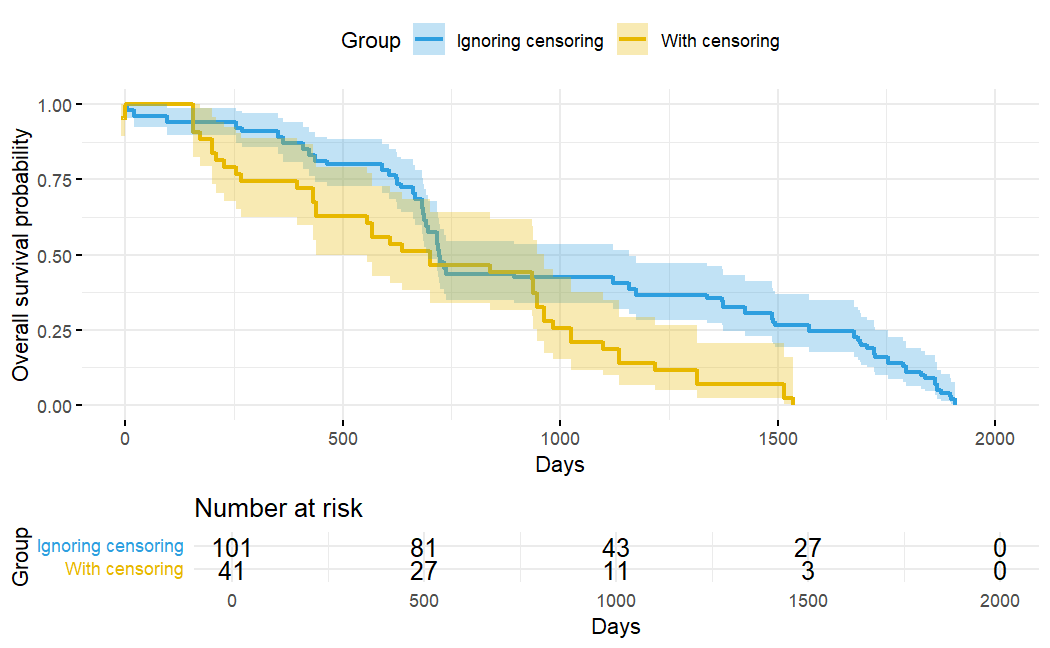 Group Ignoring censoring With censoring
Overall survival probability
1.00
0.75
0.50
0.25
0.00
0 500 1000 1500 2000
Days
Number at risk
Group
Ignoring censoring 101 81 43 27 0
With censoring 41 27 11 3 0
0 500 1000 1500 2000
Days